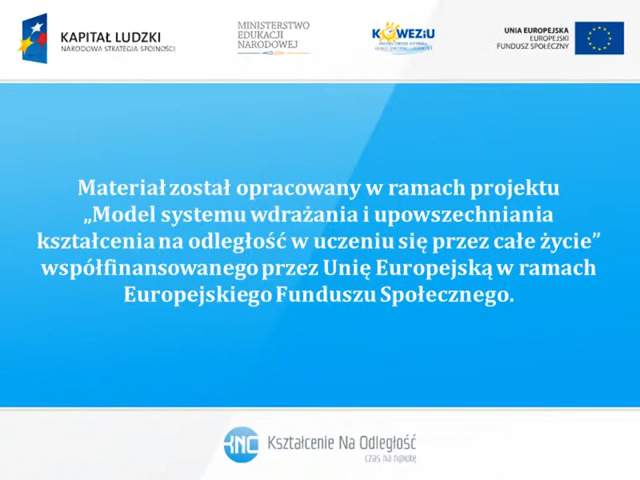 KAPITAŁ LUDZKI
NARODOWA STRATEGIA SPÓJNOŚCI
MINISTERSTWO
EDUKACJI
NARODOWEJ
KOWEZiU
UNIA EUROPEJSKA
EUROPEJSKI
FUNDUSZ SPOŁECZNY
Materiał został opracowany w ramach projektu
„Model systemu wdrażania i upowszechniania
kształcenia na odległość w uczeniu się przez całe życie”
współfinansowanego przez Unię Europejską w ramach
Europejskiego Funduszu Społecznego.
KNO Kształcenie Na Odległość
czas na naukę